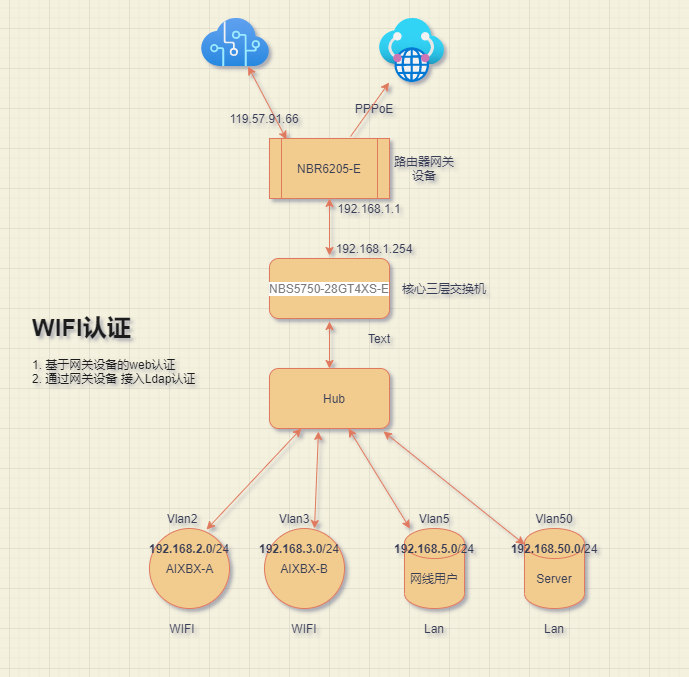 119.57.91.66
PPPoE
NBR6205-E
路由器网关
设备
192.168.1.1
192.168.1.254
NBS5750-28GT4XS-E
核心三层交换机
WIFI认证
1. 基于网关设备的web认证
2. 通过网关设备 接入Ldap认证
Text
Hub
Vlan2
Vlan3
Vlan5
Vlan50
192.168.2.0/24
192.168.3.0/24
192.168.5.0/24
192.168.50.0/24
AIXBX-A
AIXBX-B
网线用户
Server
WIFI
WIFI
Lan
Lan